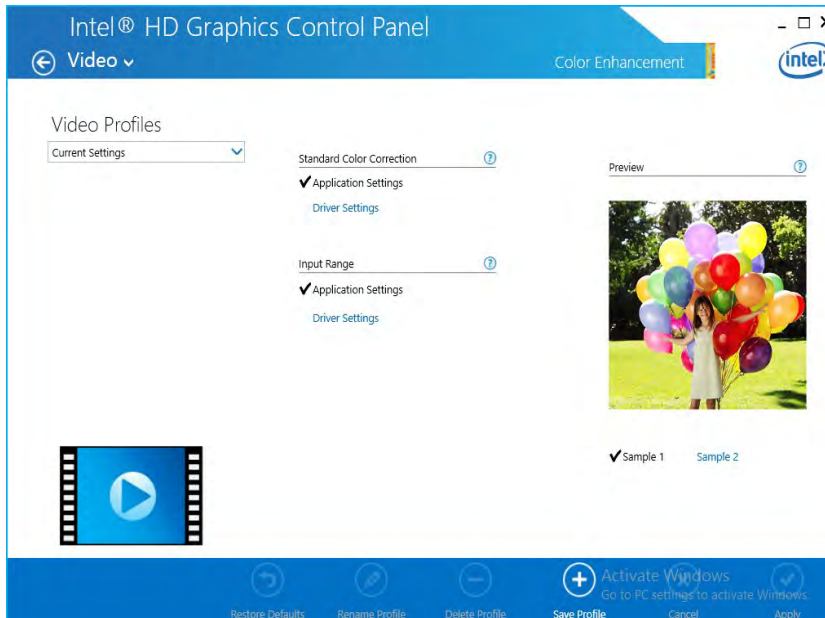 Intel® HD Graphics Control Panel
Video
Color Enhancement
intel
Video Profiles
Current Settings
Standard Color Correction
?
Application Settings
Driver Settings
Input Range
?
Application Settings
Driver Settings
Preview
?
Sample 1
Sample 2
Activate Windows
Go to PC settings to activate Windows.
Restore Defaults
Rename Profile
Delete Profile
Save Profile
Cancel
Apply